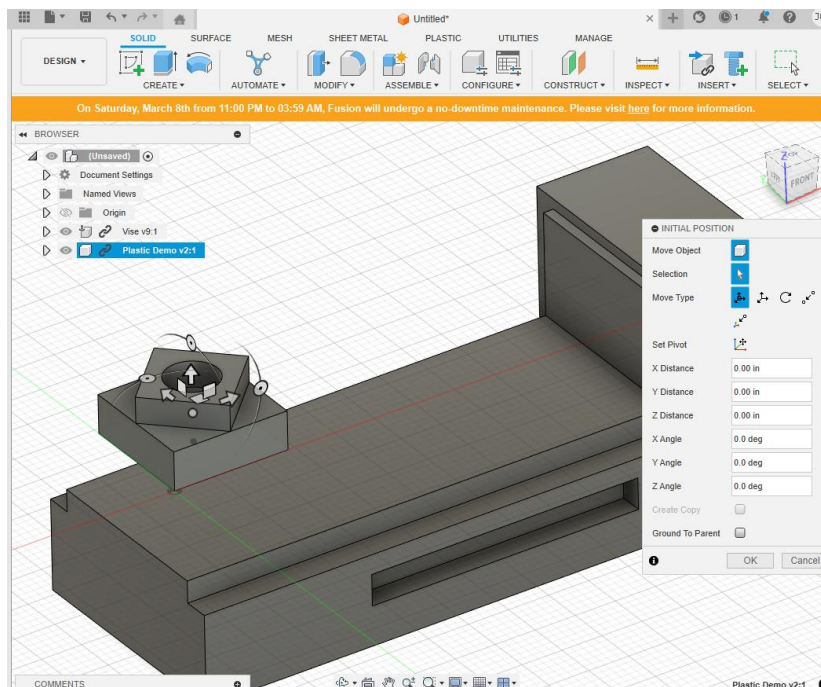 Untitled*
1
SOLID SURFACE MESH SHEET METAL PLASTIC UTILITIES MANAGE
DESIGN
CREATE AUTOMATE MODIFY ASSEMBLE CONFIGURE CONSTRUCT INSPECT INSERT SELECT
On Saturday, March 8th from 11:00 PM to 03:59 AM, Fusion will undergo a no-downtime maintenance. Please visit here for more information.
BROWSER
(Unsaved)
Document Settings
Named Views
Origin
Vise v9:1
Plastic Demo v2:1
Z
FRONT
INITIAL POSITION
Move Object
Selection
Move Type
Set Pivot
X Distance 0.00 in
Y Distance 0.00 in
Z Distance 0.00 in
X Angle 0.0 deg
Y Angle 0.0 deg
Z Angle 0.0 deg
Create Copy
Ground To Parent
OK Cancel
COMMENTS
Plastic Demo v2:1